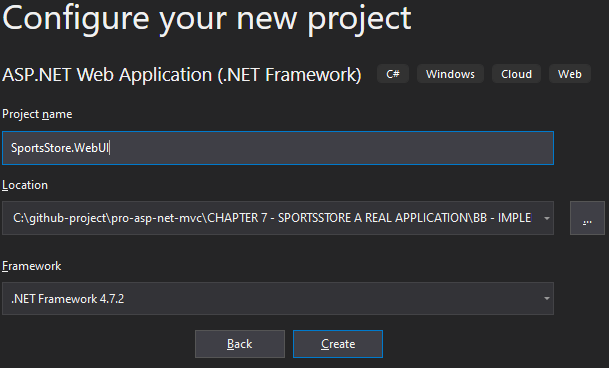 Configure your new project
ASP.NET Web Application (.NET Framework) C# Windows Cloud Web
Project name
SportsStore.WebUI
Location
C:\github-project\pro-asp-net-mvc\CHAPTER 7 - SPORTSSTORE A REAL APPLICATION\BB - IMPLE
...
Framework
.NET Framework 4.7.2
Back Create